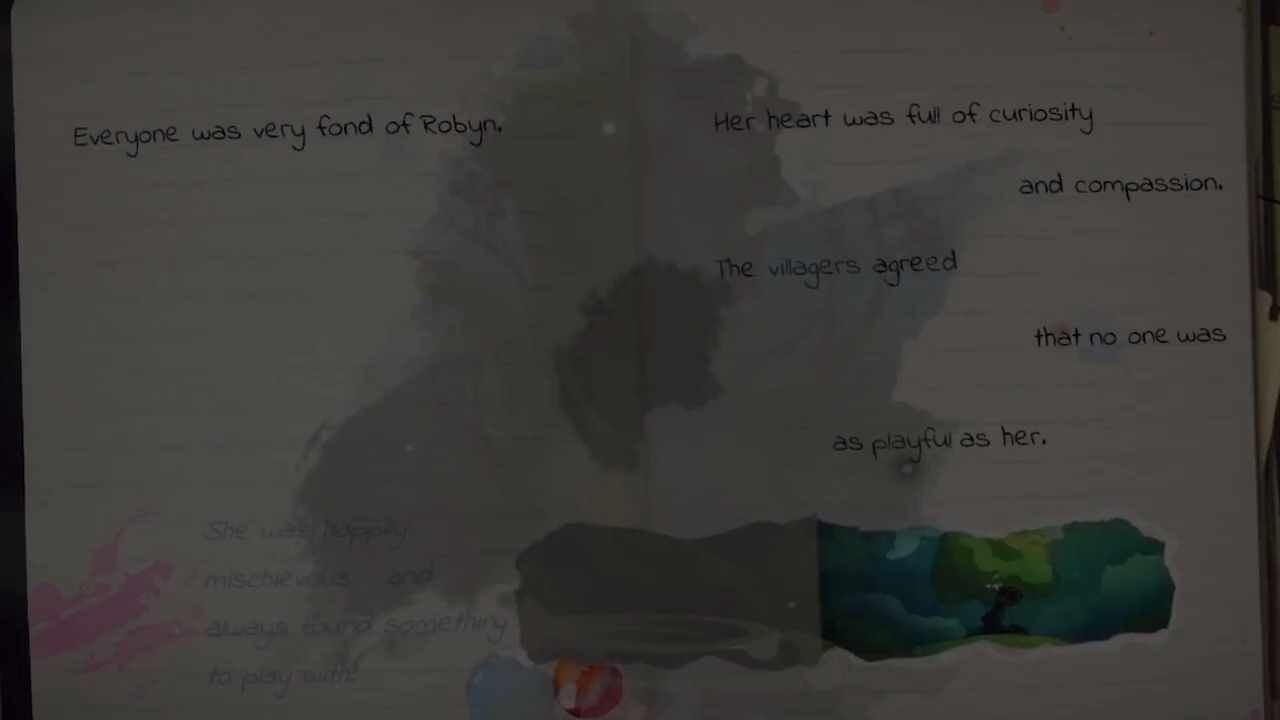 Everyone was very fond of Robyn.
Her heart was full of curiosity
and compassion.
The villagers agreed
that no one was
as playful as her.
She was happily
mischievous and
always found something
to play with!